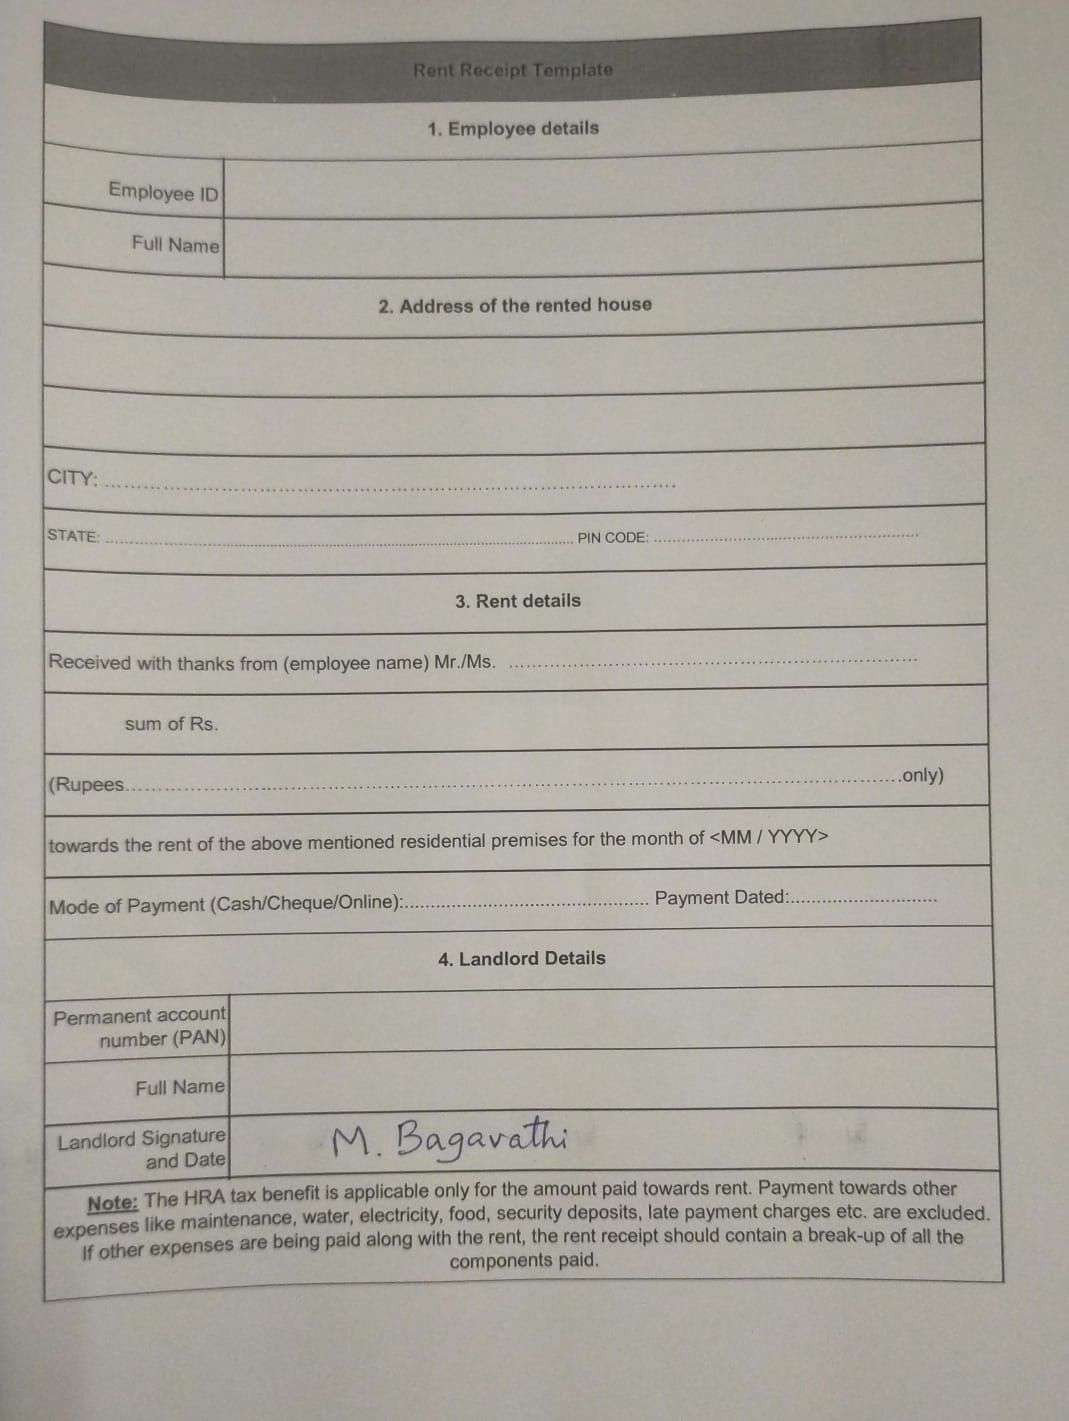 Rent Receipt Template
1. Employee details
Employee ID
Full Name
2. Address of the rented house
CITY: ........................................................................................
STATE: ................................................................................................ PIN CODE: ......................................................
3. Rent details
Received with thanks from (employee name) Mr./Ms. ..............................................................
sum of Rs.
(Rupees........................................................................................................................only)
towards the rent of the above mentioned residential premises for the month of <MM / YYYY>
Mode of Payment (Cash/Cheque/Online):............................................... Payment Dated:............................
4. Landlord Details
Permanent account
number (PAN)
Full Name
Landlord Signature
and Date
M. Bagavathi
Note: The HRA tax benefit is applicable only for the amount paid towards rent. Payment towards other
expenses like maintenance, water, electricity, food, security deposits, late payment charges etc. are excluded.
If other expenses are being paid along with the rent, the rent receipt should contain a break-up of all the
components paid.